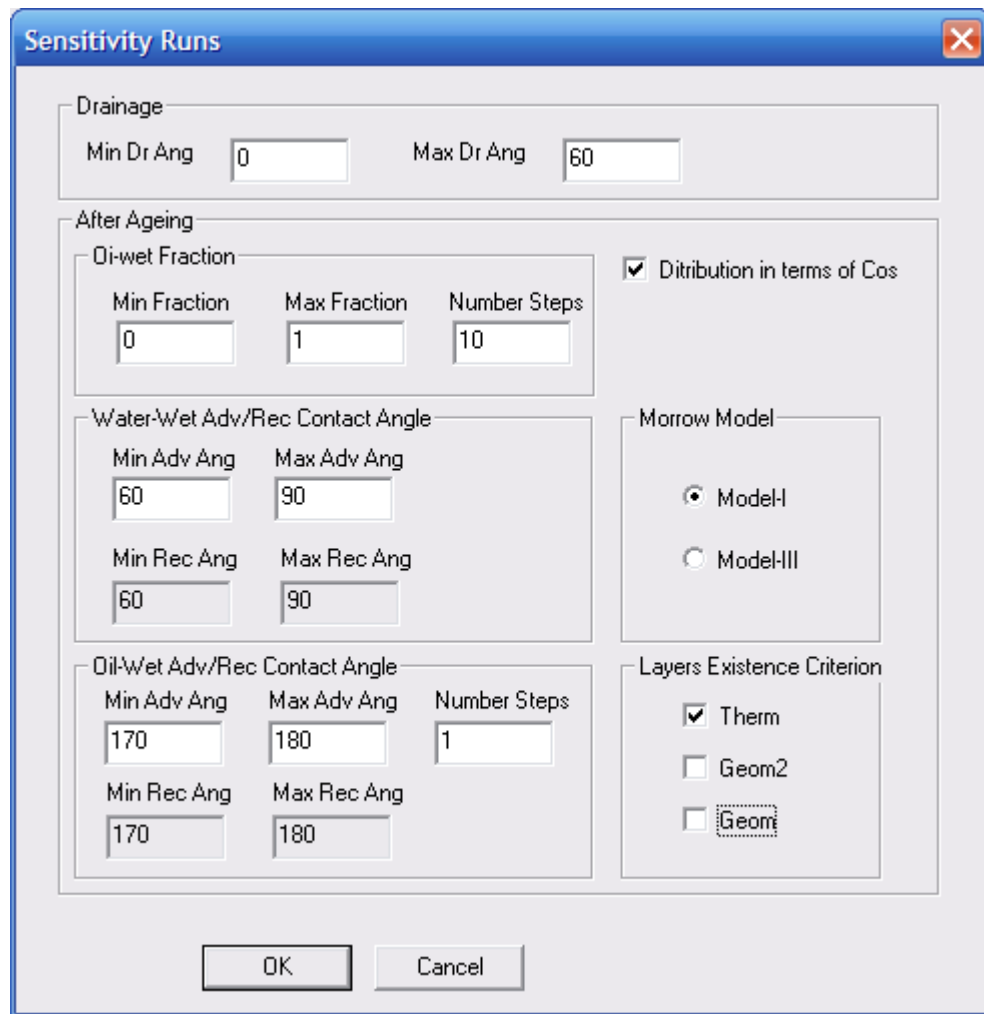 Sensitivity Runs
Drainage
Min Dr Ang 0 Max Dr Ang 60
After Ageing
Oi-wet Fraction
Ditribution in terms of Cos
Min Fraction Max Fraction Number Steps
0 1 10
Water-Wet Adv/Rec Contact Angle
Morrow Model
Min Adv Ang Max Adv Ang
60 90
Model-I
Min Rec Ang Max Rec Ang
Model-III
60 90
Oil-Wet Adv/Rec Contact Angle
Layers Existence Criterion
Min Adv Ang Max Adv Ang Number Steps
170 180 1
Therm
Geom2
Min Rec Ang Max Rec Ang
170 180
Geom
OK Cancel